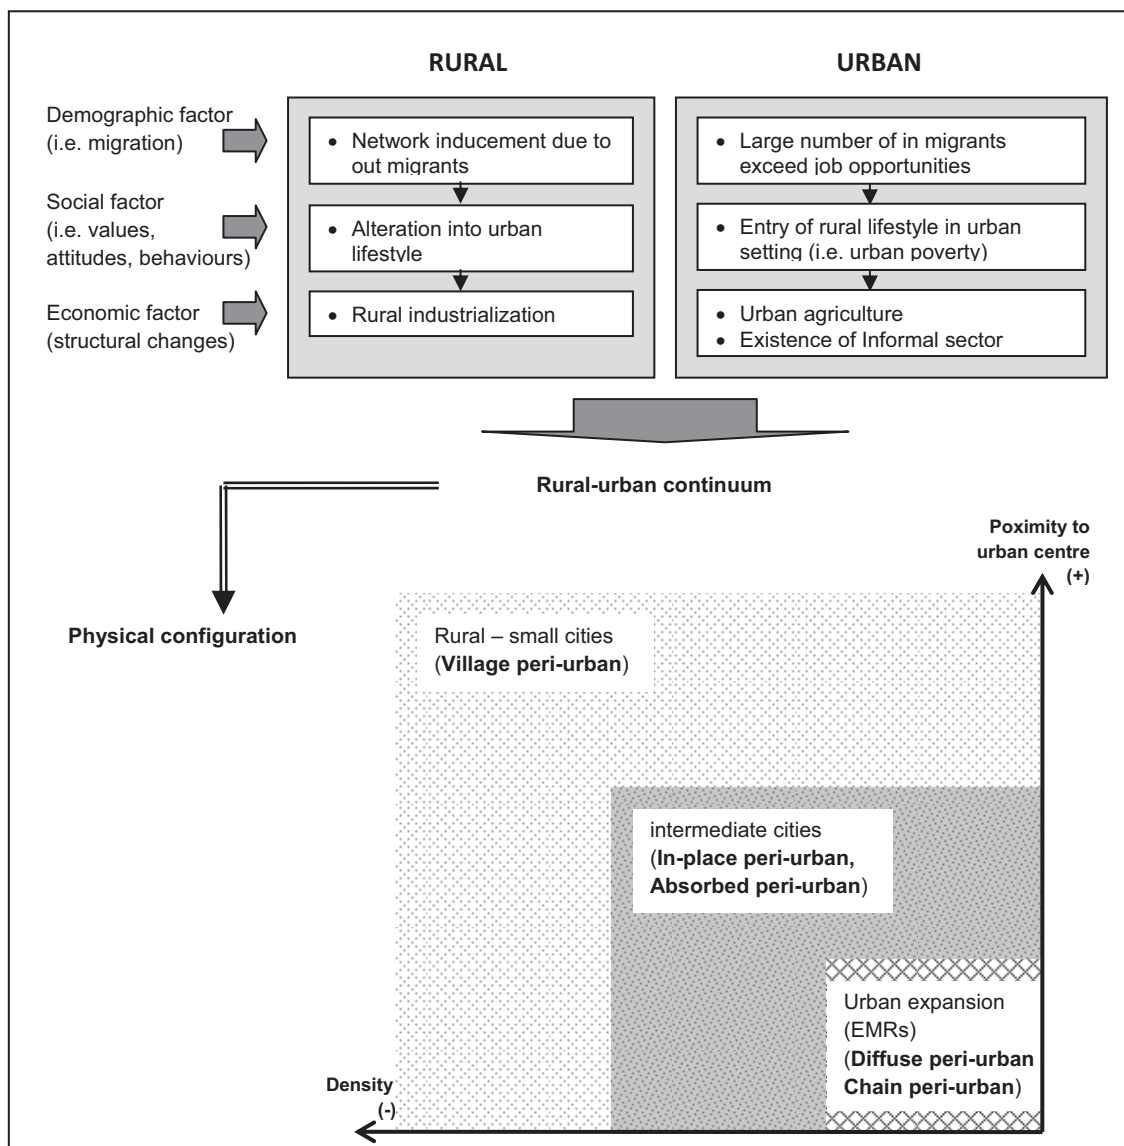 RURAL
URBAN
Demographic factor
(i.e. migration)
Social factor
(i.e. values,
attitudes, behaviours)
Economic factor
(structural changes)
• Network inducement due to
out migrants
• Alteration into urban
lifestyle
• Rural industrialization
• Large number of in migrants
exceed job opportunities
• Entry of rural lifestyle in urban
setting (i.e. urban poverty)
• Urban agriculture
• Existence of Informal sector
Rural-urban continuum
Physical configuration
Poximity to
urban centre
(+)
Rural – small cities
(Village peri-urban)
intermediate cities
(In-place peri-urban,
Absorbed peri-urban)
Urban expansion
(EMRs)
(Diffuse peri-urban
Chain peri-urban)
Density
(-)